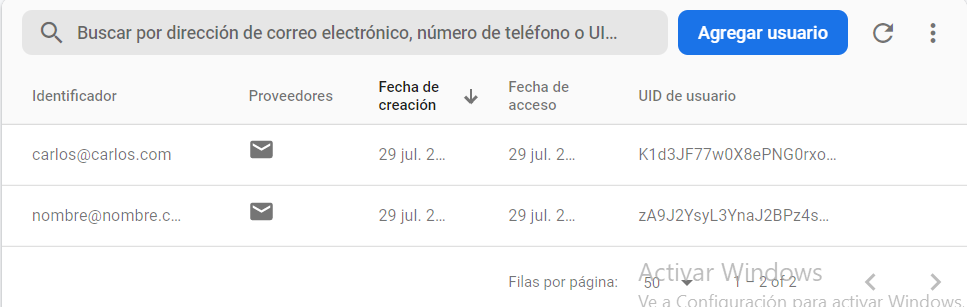 Buscar por dirección de correo electrónico, número de teléfono o UI...
Agregar usuario
Identificador Proveedores Fecha de creación Fecha de acceso UID de usuario
carlos@carlos.com 29 jul. 2... 29 jul. 2... K1d3JF77w0X8ePNG0rxo...
nombre@nombre.c... 29 jul. 2... 29 jul. 2... zA9J2YsyL3YnaJ2BPz4s...
Filas por página: 50 1 – 2 of 2
Activar Windows
Ve a Configuración para activar Windows.